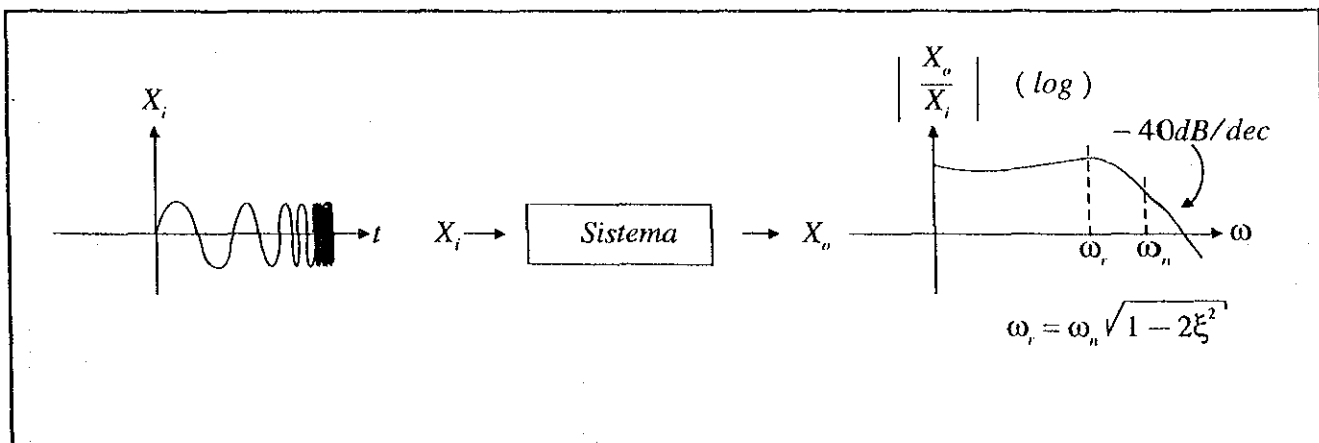 X_i
t
X_i
Sistema
X_o
| X_o / X_i | (log)
−40dB/dec
ω_r
ω_n
ω
ω_r = ω_n √1 − 2ξ²